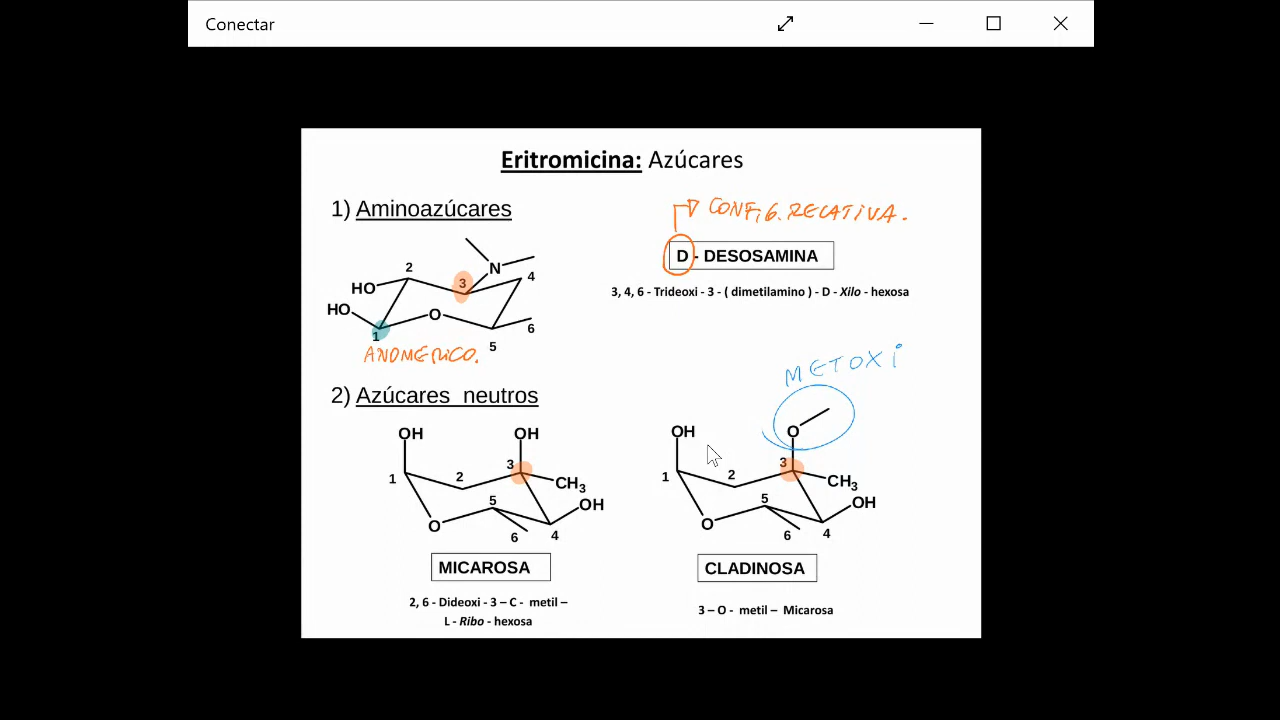 Conectar
Eritromicina: Azúcares
1) Aminoazúcares
CONFIG. RELATIVA.
D - DESOSAMINA
3, 4, 6 - Trideoxi - 3 - ( dimetilamino ) - D - Xilo - hexosa
N
2
3
4
HO
HO
O
1
6
5
ANOMERICO.
METOXI
2) Azúcares neutros
OH
OH
3
1
2
CH3
5
OH
O
6
4
MICAROSA
2, 6 - Dideoxi - 3 – C - metil –
L - Ribo - hexosa
OH
O
3
1
2
CH3
5
OH
O
6
4
CLADINOSA
3 – O - metil – Micarosa